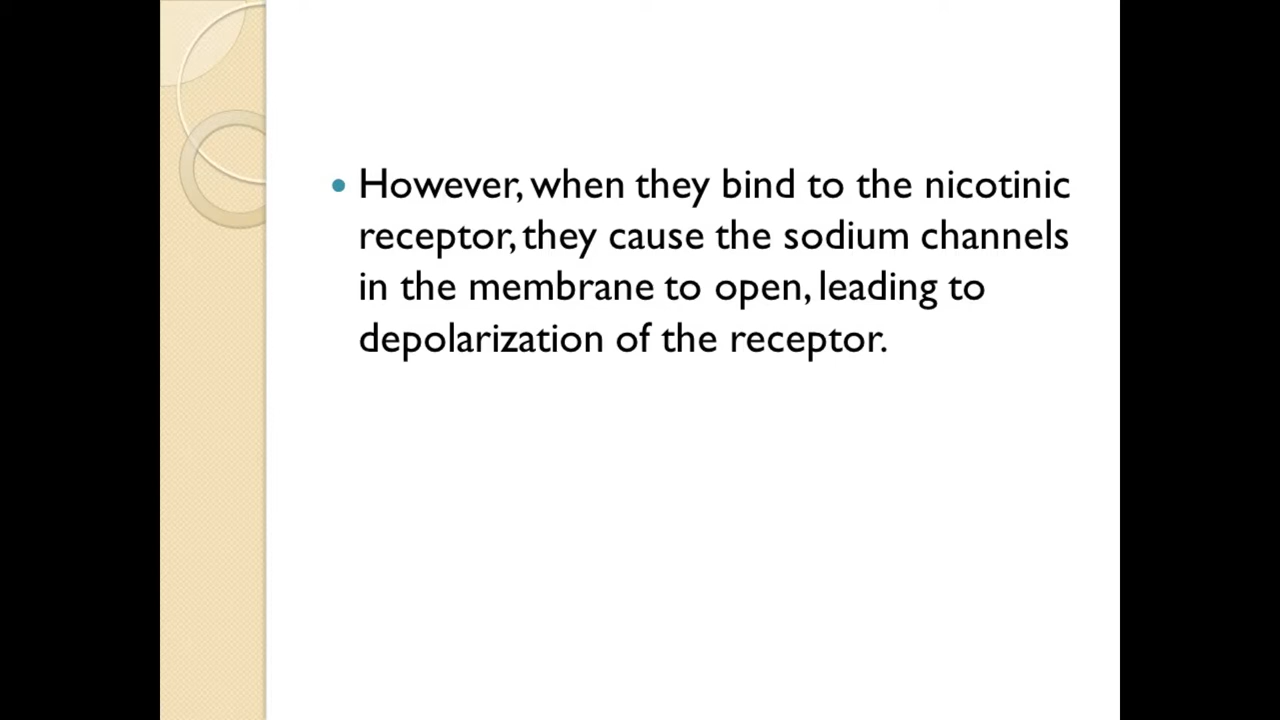 • However, when they bind to the nicotinic
receptor, they cause the sodium channels
in the membrane to open, leading to
depolarization of the receptor.